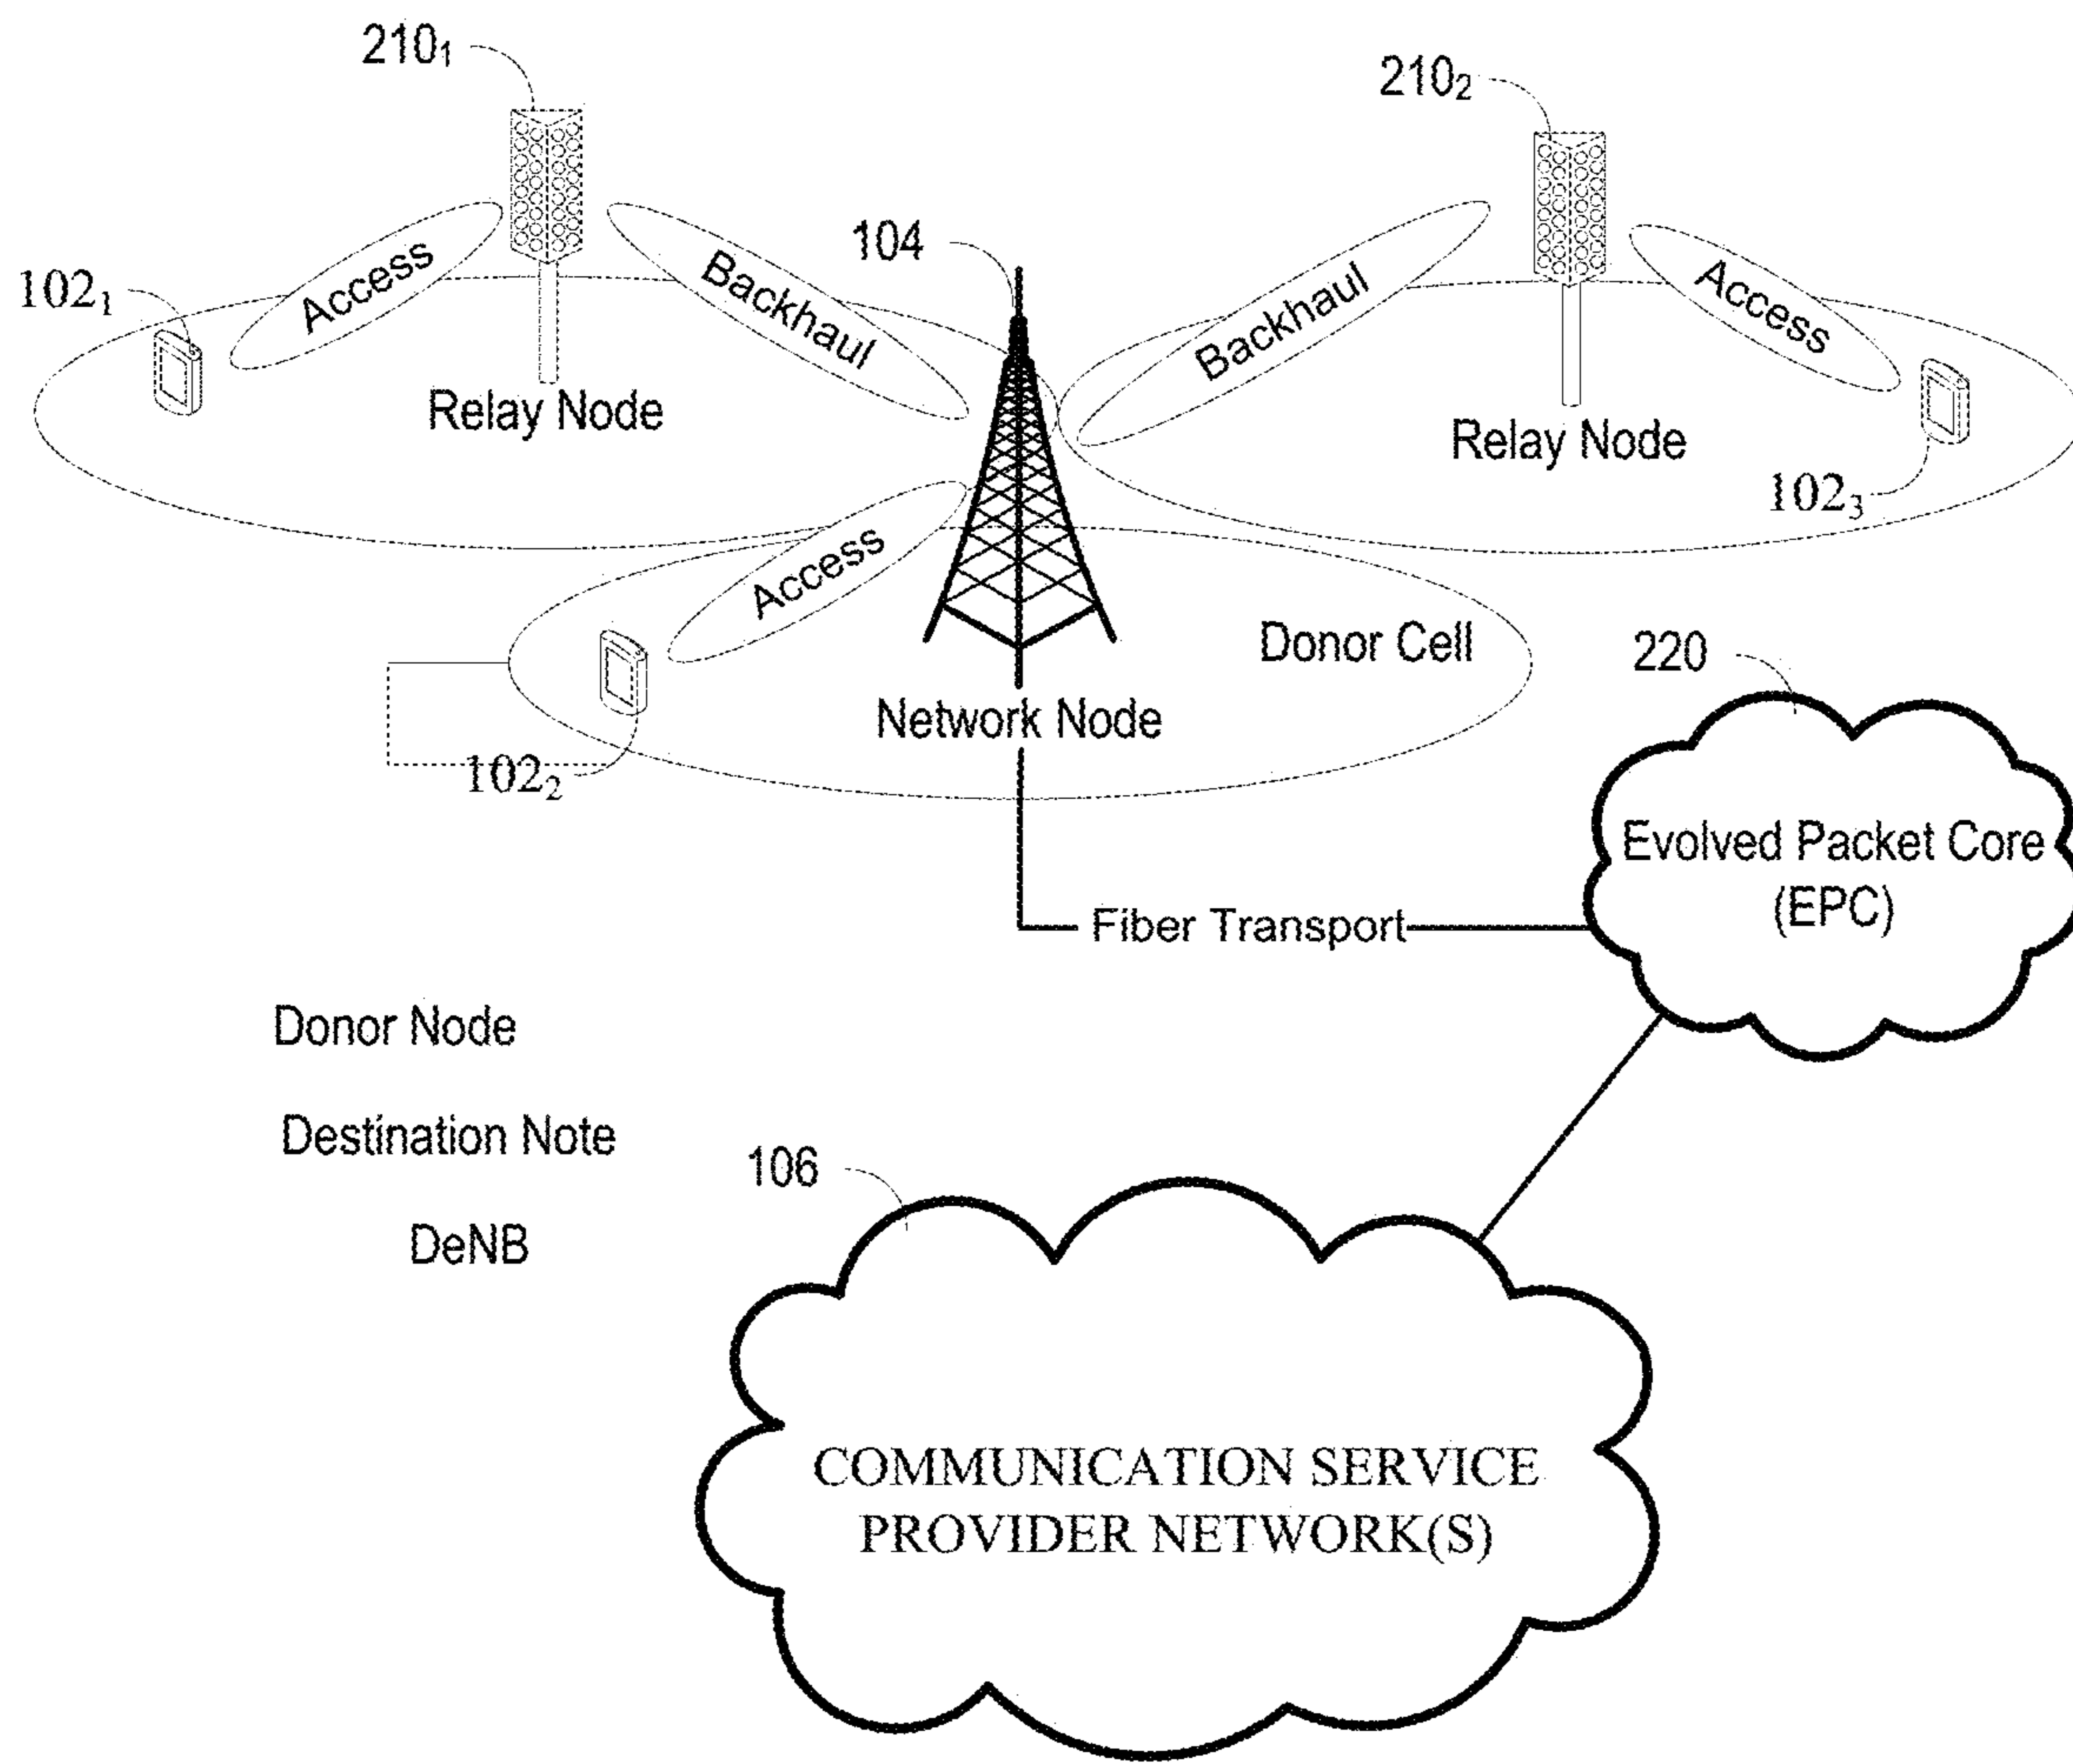 210₁
210₂
104
102₁
Access
Backhaul
Backhaul
Access
Relay Node
Relay Node
102₃
Access
Donor Cell
220
Network Node
102₂
Evolved Packet Core
(EPC)
Fiber Transport
Donor Node
Destination Note
106
DeNB
COMMUNICATION SERVICE
PROVIDER NETWORK(S)